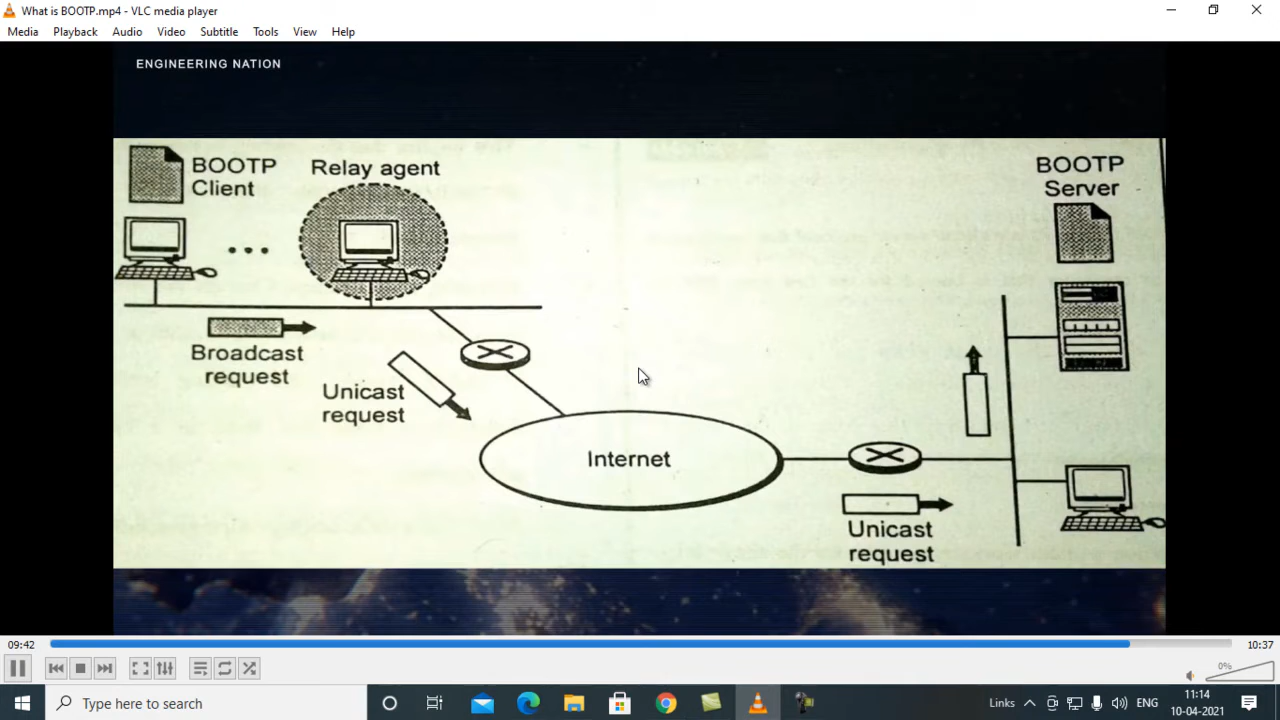 What is BOOTP.mp4 - VLC media player
Media Playback Audio Video Subtitle Tools View Help
ENGINEERING NATION
BOOTP
Client
Relay agent
BOOTP
Server
Broadcast
request
Unicast
request
Internet
Unicast
request
09:42
10:37
0%
Type here to search
Links
ENG
11:14
10-04-2021